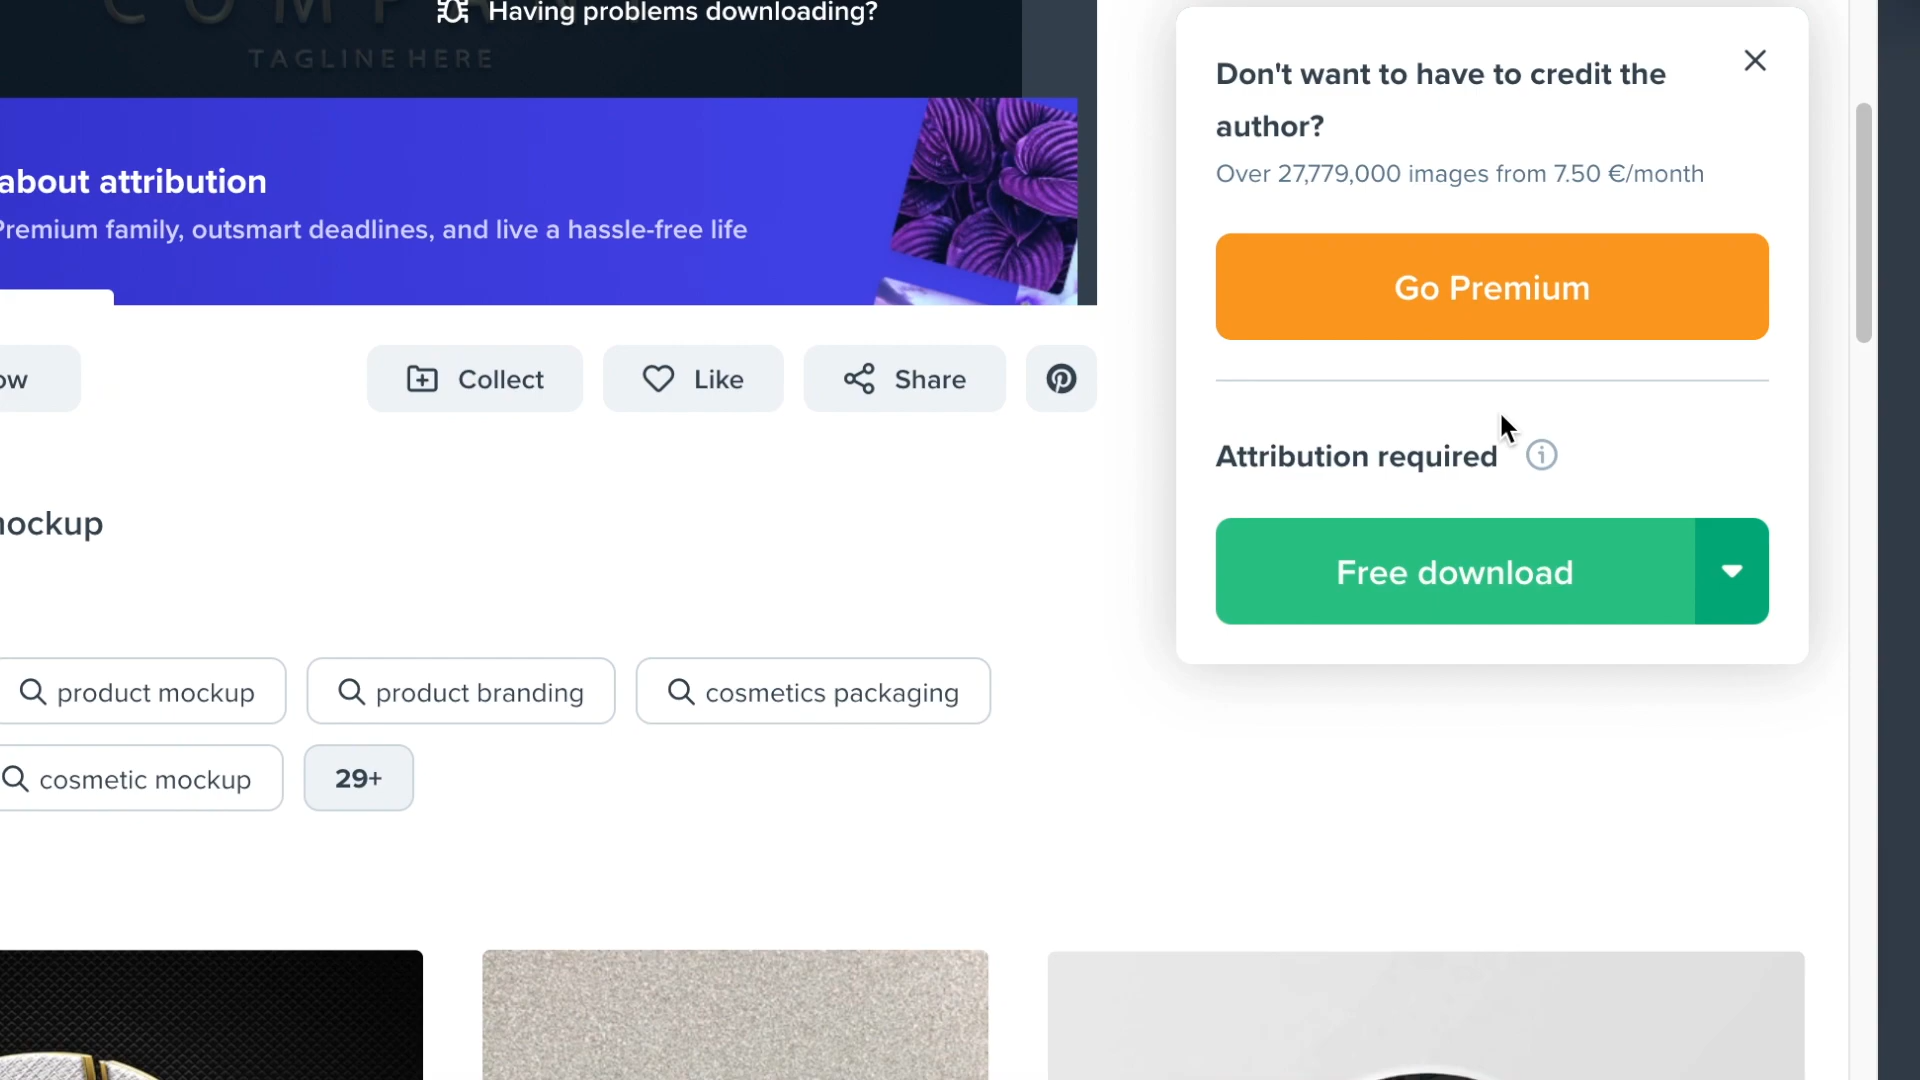 Having problems downloading?
TAGLINE HERE
about attribution
Premium family, outsmart deadlines, and live a hassle-free life
Collect
Like
Share
mockup
product mockup
product branding
cosmetics packaging
cosmetic mockup
29+
Don't want to have to credit the
author?
Over 27,779,000 images from 7.50 €/month
Go Premium
Attribution required
Free download